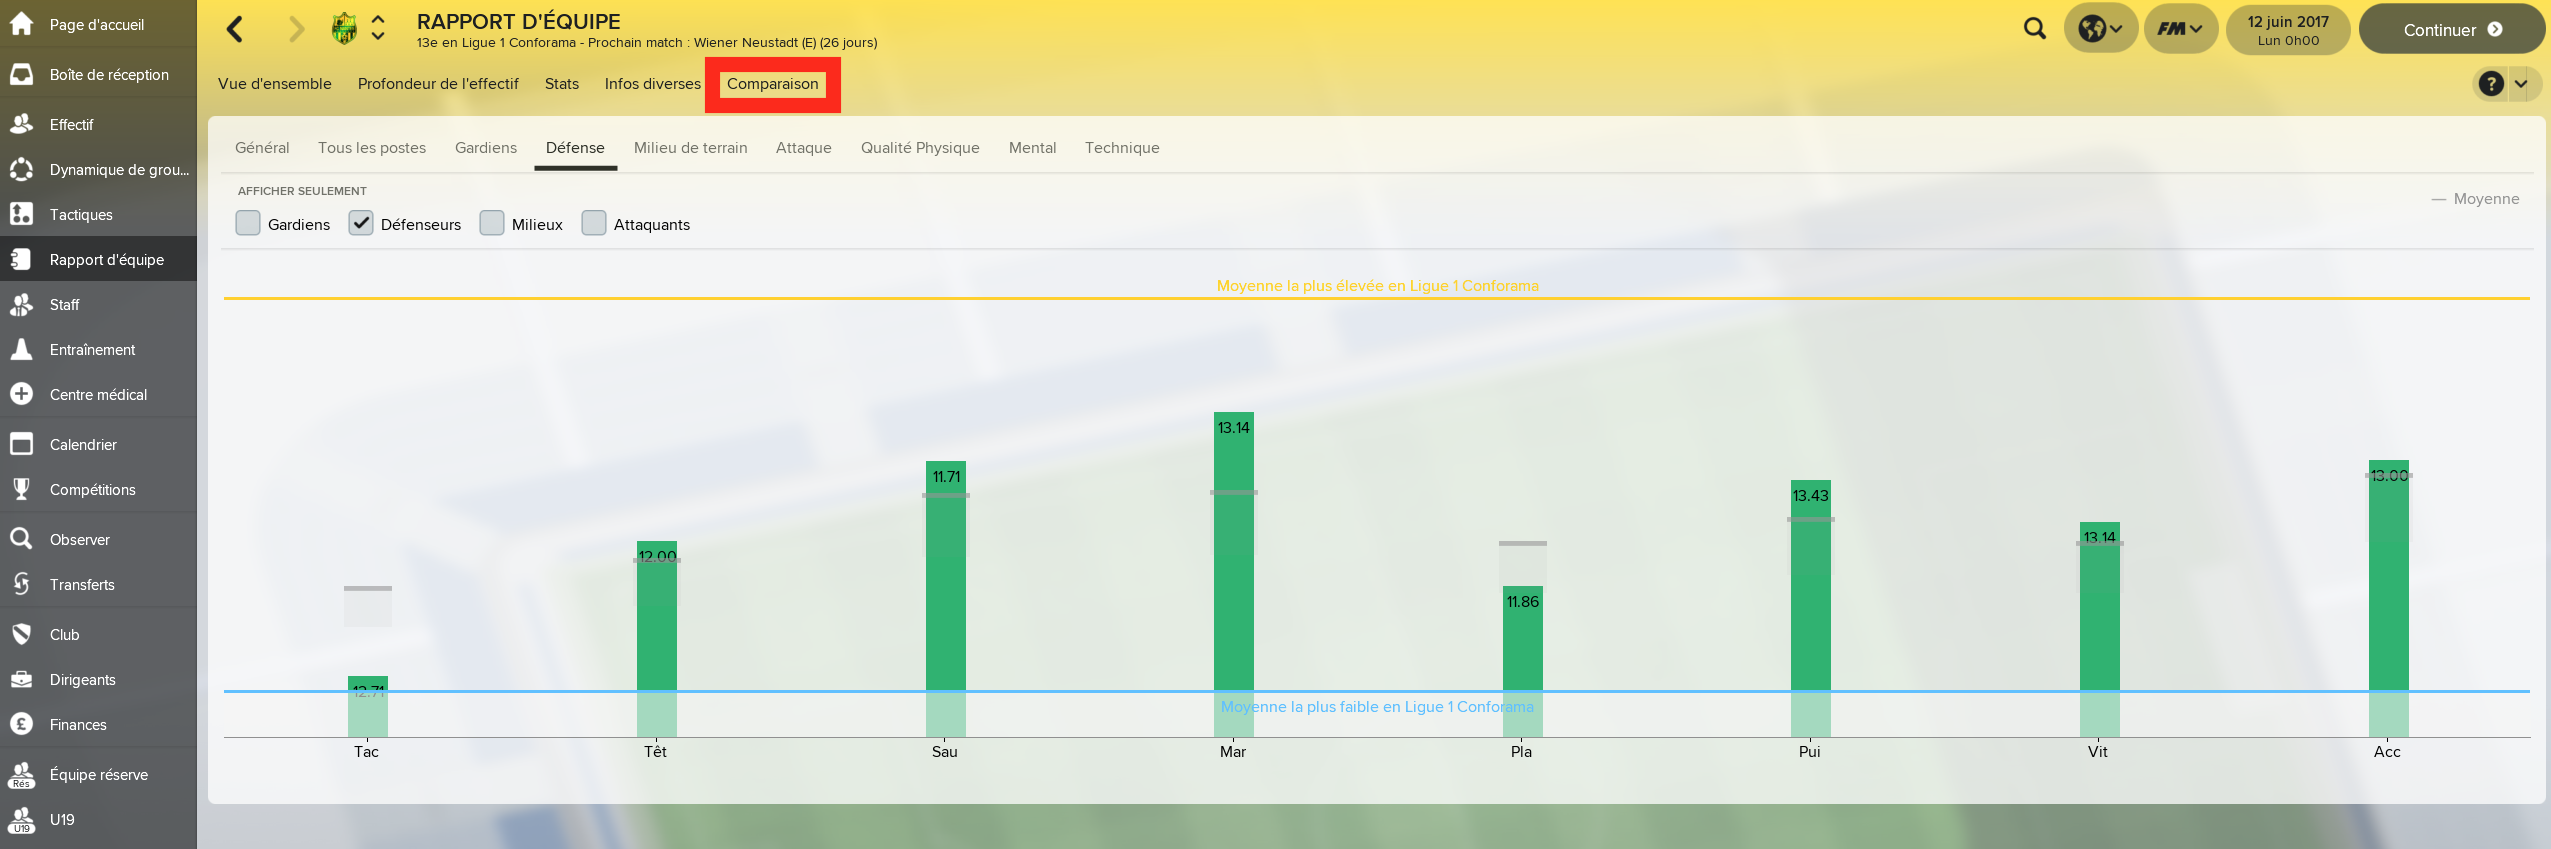 Page d'accueil
Boîte de réception
Effectif
Dynamique de grou...
Tactiques
Rapport d'équipe
Staff
Entraînement
Centre médical
Calendrier
Compétitions
Observer
Transferts
Club
Dirigeants
Finances
Rés
Équipe réserve
U19
U19
RAPPORT D'ÉQUIPE
13e en Ligue 1 Conforama - Prochain match : Wiener Neustadt (E) (26 jours)
FM
12 juin 2017
Lun 0h00
Continuer
Vue d'ensemble Profondeur de l'effectif Stats Infos diverses Comparaison
?
Général Tous les postes Gardiens Défense Milieu de terrain Attaque Qualité Physique Mental Technique
AFFICHER SEULEMENT
Gardiens Défenseurs Milieux Attaquants
Moyenne
Moyenne la plus élevée en Ligue 1 Conforama
12.71 12.00 11.71 13.14 11.86 13.43 13.14 13.00
Moyenne la plus faible en Ligue 1 Conforama
Tac Têt Sau Mar Pla Pui Vit Acc